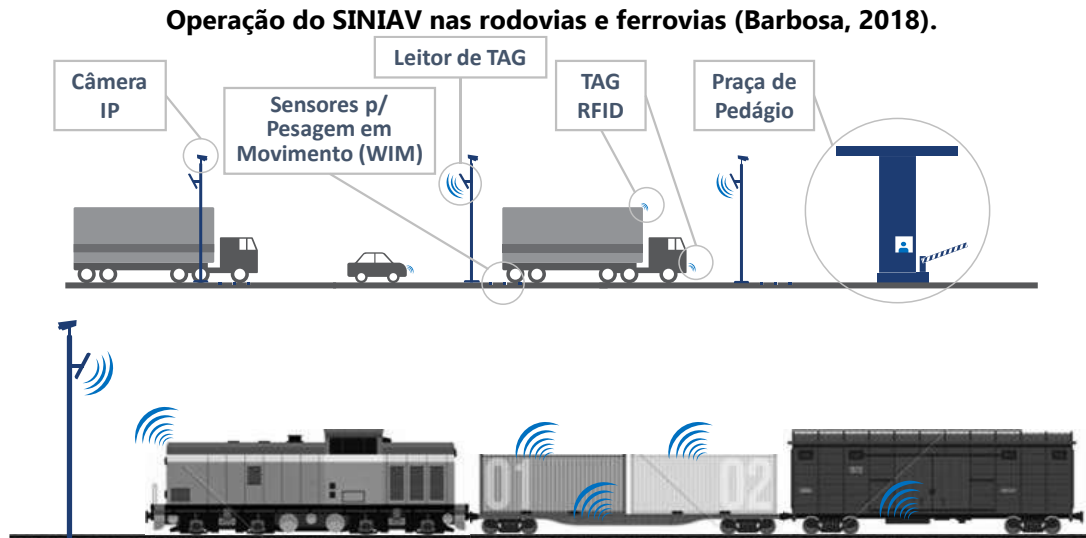 Operação do SINIAV nas rodovias e ferrovias (Barbosa, 2018).
Câmera
IP
Sensores p/
Pesagem em
Movimento (WIM)
Leitor de TAG
TAG
RFID
Praça de
Pedágio
01
02